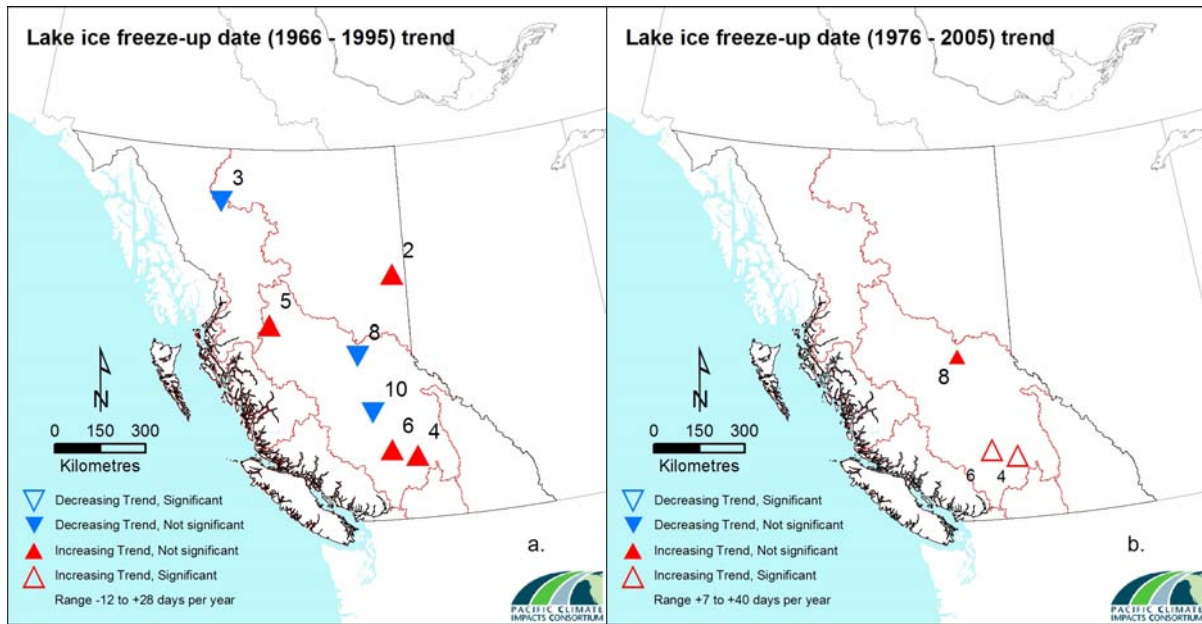 Lake ice freeze-up date (1966 - 1995) trend
3
2
5
8
10
6
4
N
0 150 300
Kilometres
Decreasing Trend, Significant
Decreasing Trend, Not significant
Increasing Trend, Not significant
Increasing Trend, Significant
Range -12 to +28 days per year
a.
PACIFIC CLIMATE
IMPACTS CONSORTIUM
Lake ice freeze-up date (1976 - 2005) trend
8
6
4
N
0 150 300
Kilometres
Decreasing Trend, Significant
Decreasing Trend, Not significant
Increasing Trend, Not significant
Increasing Trend, Significant
Range +7 to +40 days per year
b.
PACIFIC CLIMATE
IMPACTS CONSORTIUM